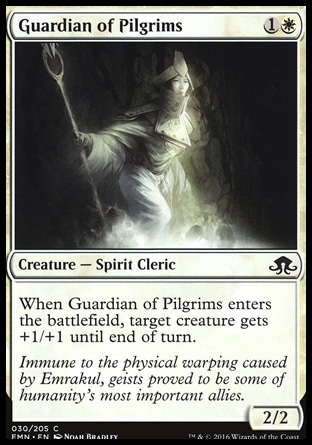 Guardian of Pilgrims 1
Creature — Spirit Cleric
When Guardian of Pilgrims enters
the battlefield, target creature gets
+1/+1 until end of turn.
Immune to the physical warping caused
by Emrakul, geists proved to be some of
humanity's most important allies.
2/2
030/205 C
EMN • EN Noah Bradley
™ & © 2016 Wizards of the Coast